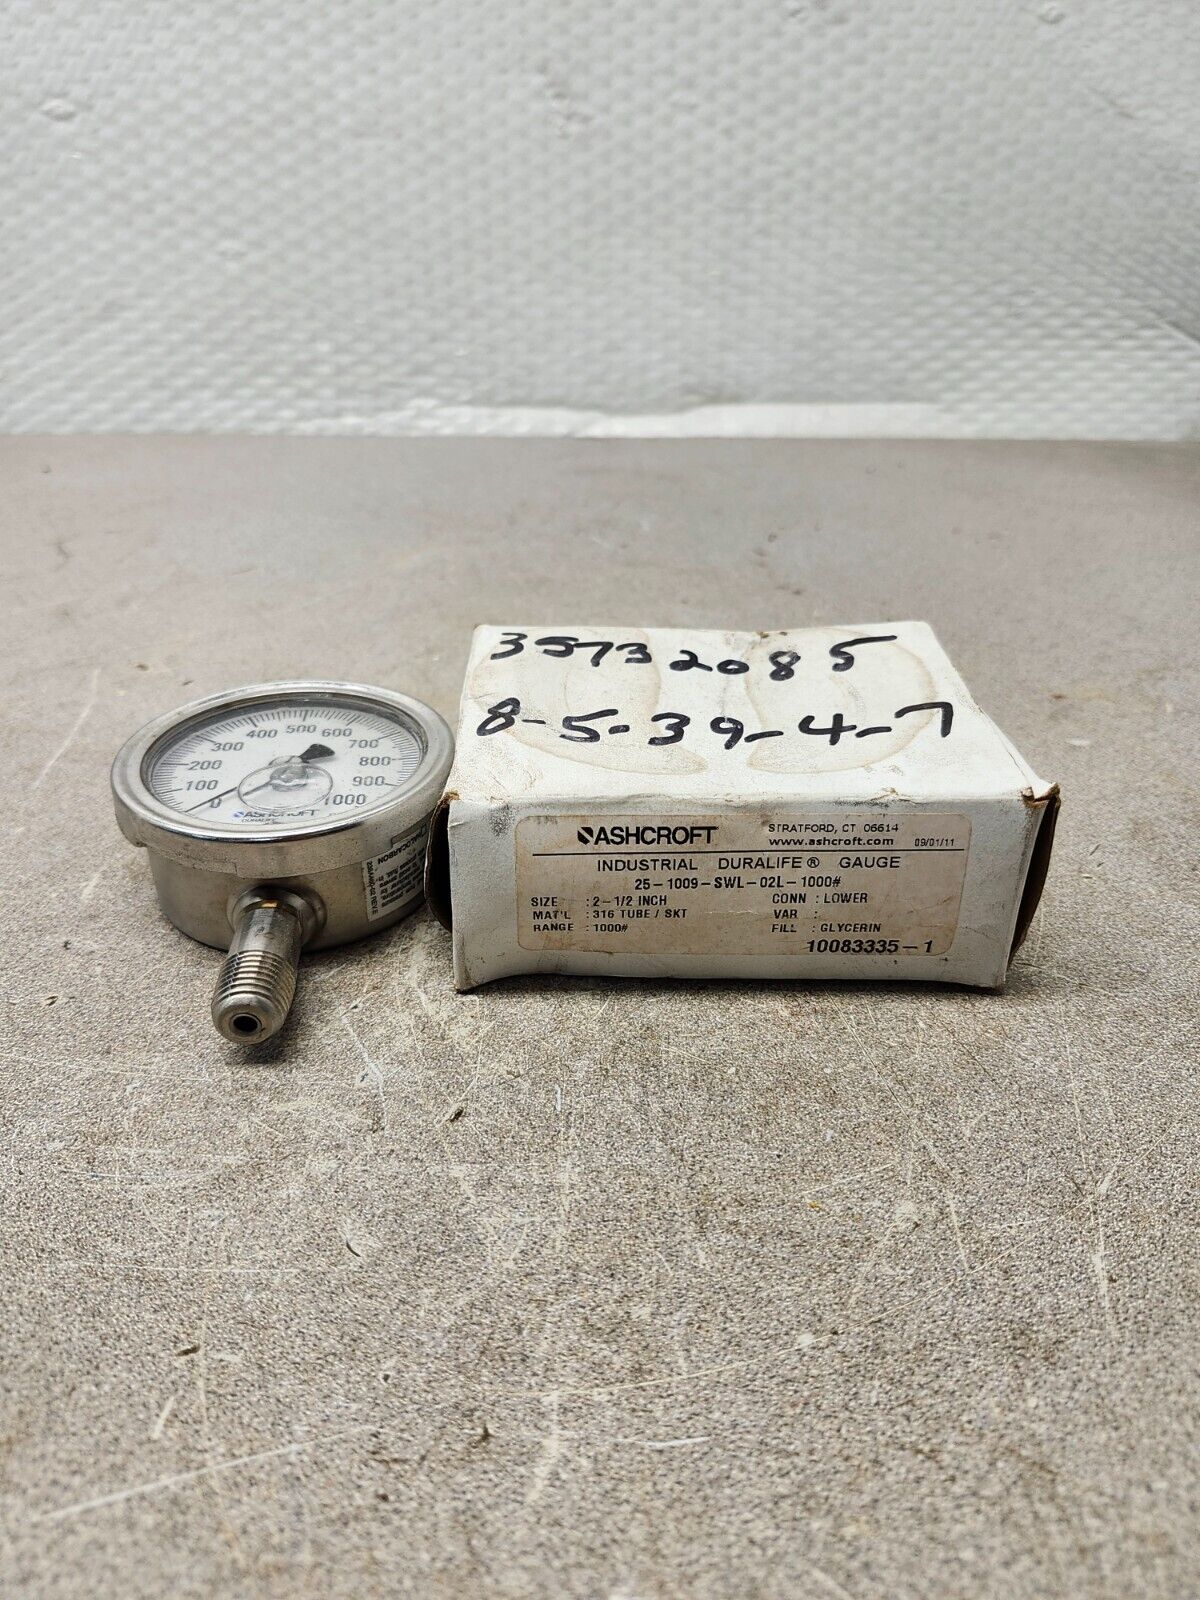 35732085
8-5-39-4-7
ASHCROFT
STRATFORD, CT 06614
www.ashcroft.com 09/01/11
INDUSTRIAL DURALIFE® GAUGE
25-1009-SWL-02L-1000#
SIZE : 2-1/2 INCH CONN : LOWER
MAT'L : 316 TUBE / SKT VAR :
RANGE : 1000# FILL : GLYCERIN
10083335-1
0 100 200 300 400 500 600 700 800 900 1000
ASHCROFT
DURALIFE